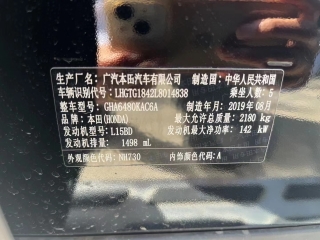 生产厂名：广汽本田汽车有限公司 制造国：中华人民共和国
车辆识别代号：LHGTG1842L8014838 乘坐人数：5
整车型号：GHA6480KAC6A 制造年月：2019年08月
品牌：本田(HONDA) 最大允许总质量：2180 kg
发动机型号：L15BD 发动机最大净功率：142 kW
发动机排量：1498 mL
外观颜色代码：NH730 内饰颜色代码：A